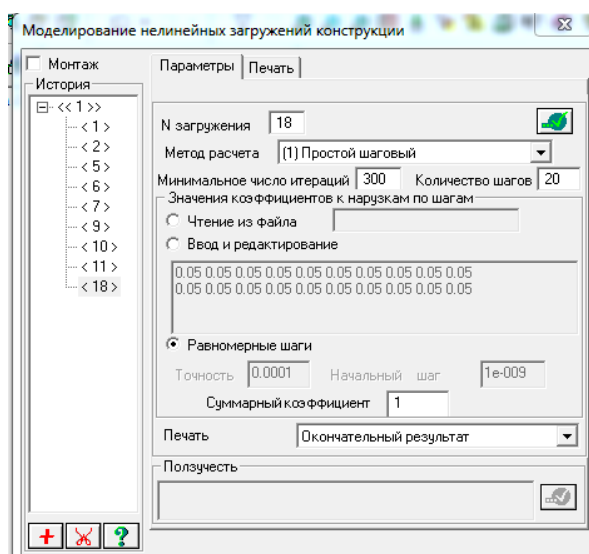 Моделирование нелинейных загружений конструкции
Монтаж
История
<< 1 >>
< 1 >
< 2 >
< 5 >
< 6 >
< 7 >
< 9 >
< 10 >
< 11 >
< 18 >
Параметры Печать
N загружения 18
Метод расчета (1) Простой шаговый
Минимальное число итераций 300 Количество шагов 20
Значения коэффициентов к нарузкам по шагам
Чтение из файла
Ввод и редактирование
0.05 0.05 0.05 0.05 0.05 0.05 0.05 0.05 0.05 0.05
0.05 0.05 0.05 0.05 0.05 0.05 0.05 0.05 0.05 0.05
Равномерные шаги
Точность 0.0001 Начальный шаг 1e-009
Суммарный коэффициент 1
Печать Окончательный результат
Ползучесть